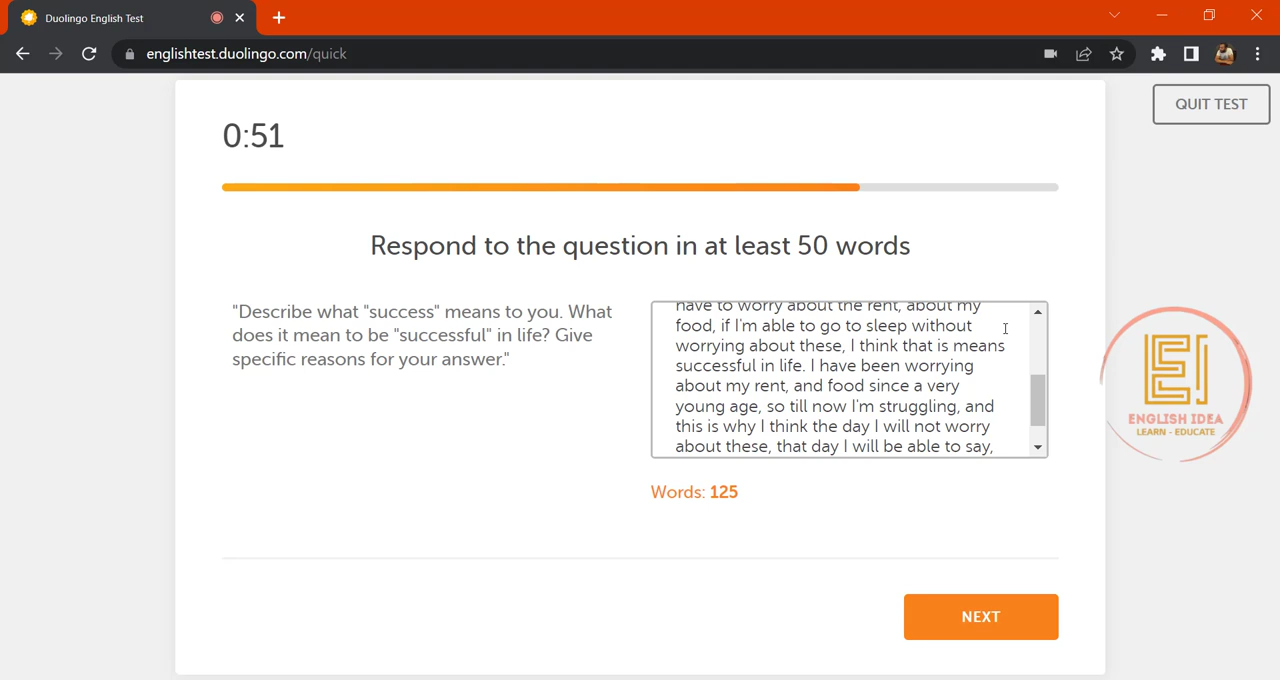 Duolingo English Test
englishtest.duolingo.com/quick
QUIT TEST
0:51
Respond to the question in at least 50 words
"Describe what "success" means to you. What
does it mean to be "successful" in life? Give
specific reasons for your answer."
have to worry about the rent, about my
food, if I'm able to go to sleep without
worrying about these, I think that is means
successful in life. I have been worrying
about my rent, and food since a very
young age, so till now I'm struggling, and
this is why I think the day I will not worry
about these, that day I will be able to say,
Words: 125
NEXT
EI
ENGLISH IDEA
LEARN - EDUCATE